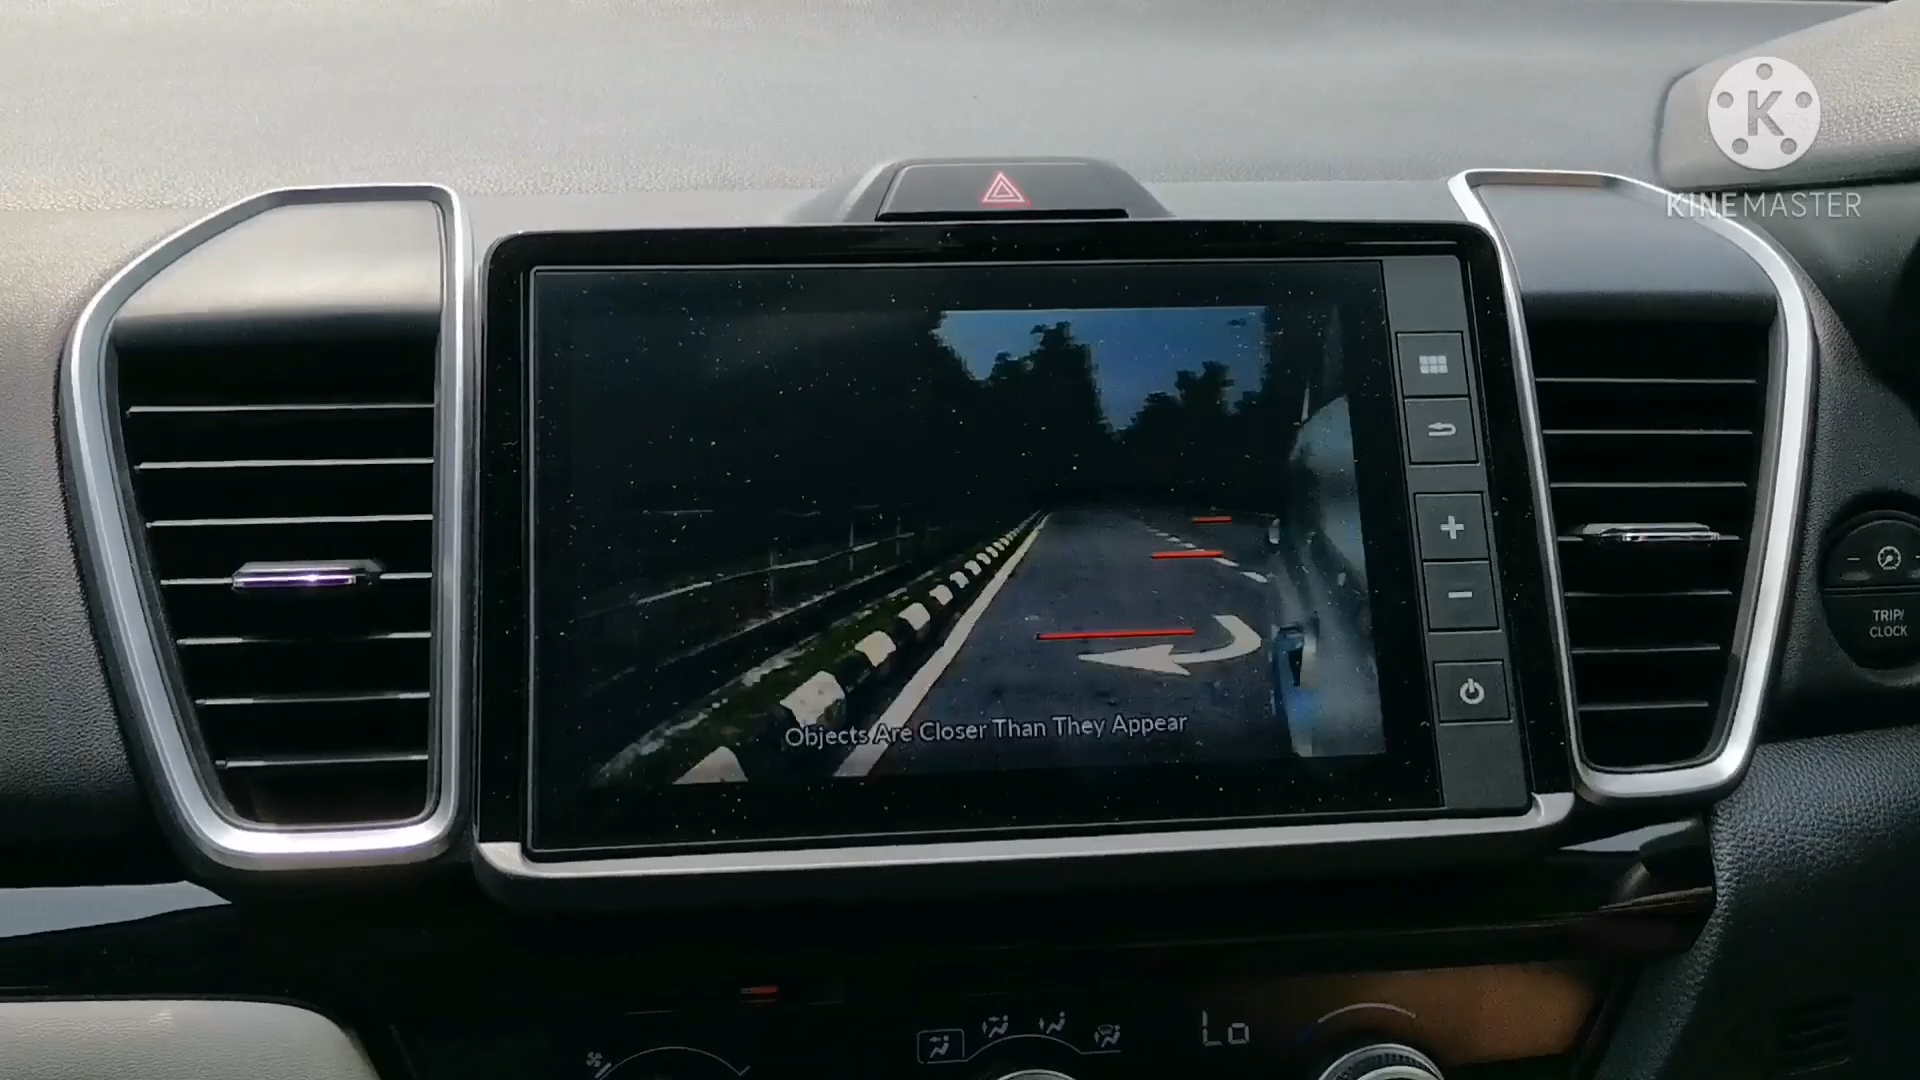 K
KINEMASTER
Objects Are Closer Than They Appear
TRIP/
CLOCK
Lo